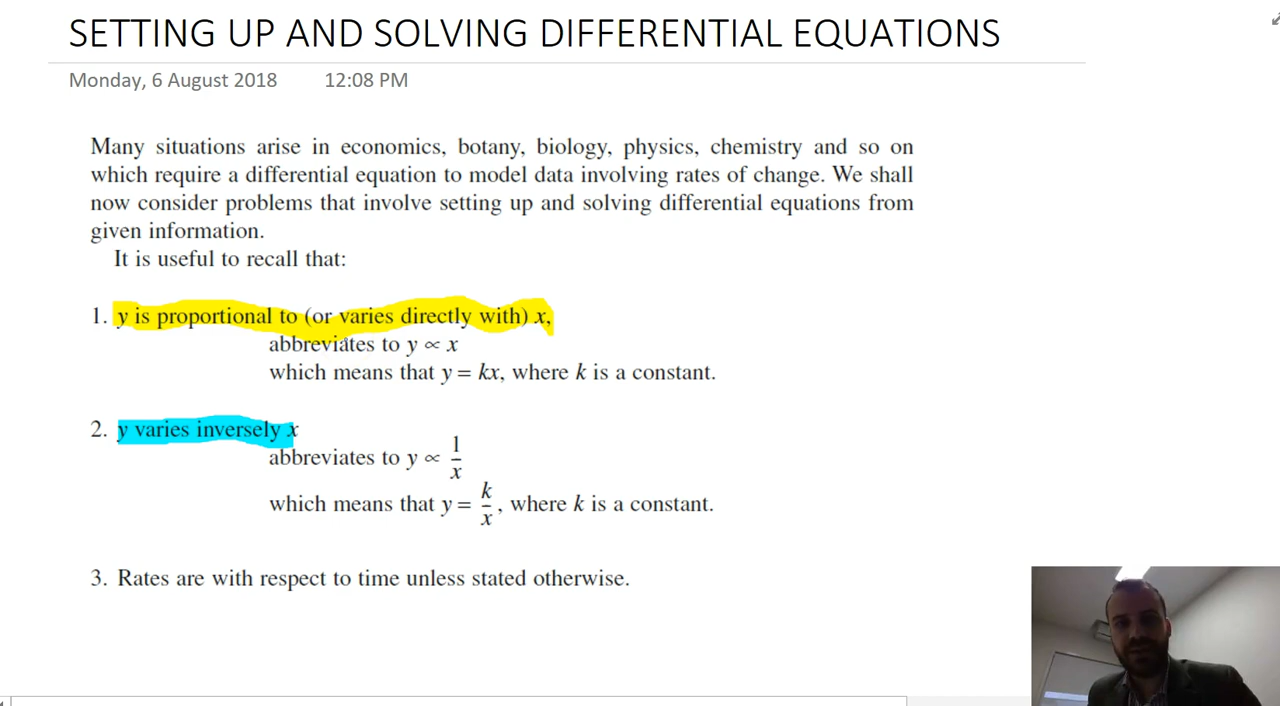 SETTING UP AND SOLVING DIFFERENTIAL EQUATIONS
Monday, 6 August 2018 12:08 PM
Many situations arise in economics, botany, biology, physics, chemistry and so on
which require a differential equation to model data involving rates of change. We shall
now consider problems that involve setting up and solving differential equations from
given information.
It is useful to recall that:
1. y is proportional to (or varies directly with) x,
abbreviates to y ∝ x
which means that y = kx, where k is a constant.
2. y varies inversely x
abbreviates to y ∝ 1/x
which means that y = k/x, where k is a constant.
3. Rates are with respect to time unless stated otherwise.